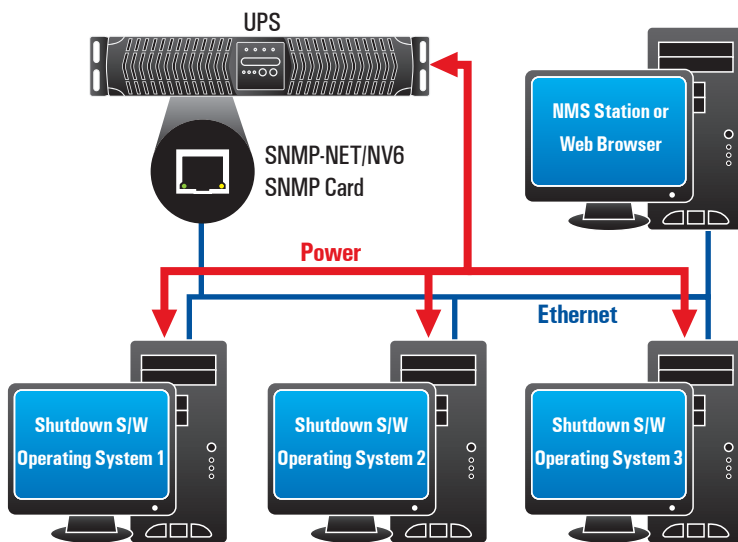 UPS
NMS Station or
Web Browser
SNMP-NET/NV6
SNMP Card
Power
Ethernet
Shutdown S/W
Operating System 1
Shutdown S/W
Operating System 2
Shutdown S/W
Operating System 3